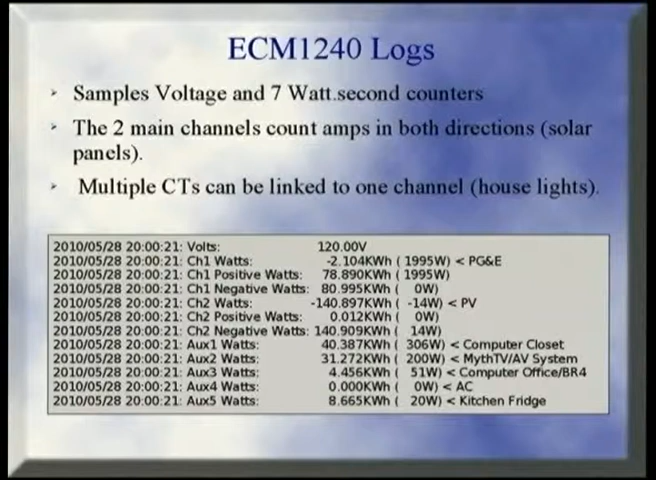 ECM1240 Logs
Samples Voltage and 7 Watt.second counters
The 2 main channels count amps in both directions (solar
panels).
Multiple CTs can be linked to one channel (house lights).
2010/05/28 20:00:21: Volts: 120.00V
2010/05/28 20:00:21: Ch1 Watts: -2.104KWh ( 1995W) < PG&E
2010/05/28 20:00:21: Ch1 Positive Watts: 78.890KWh ( 1995W)
2010/05/28 20:00:21: Ch1 Negative Watts: 80.995KWh ( 0W)
2010/05/28 20:00:21: Ch2 Watts: -140.897KWh ( -14W) < PV
2010/05/28 20:00:21: Ch2 Positive Watts: 0.012KWh ( 0W)
2010/05/28 20:00:21: Ch2 Negative Watts: 140.909KWh ( 14W)
2010/05/28 20:00:21: Aux1 Watts: 40.387KWh ( 306W) < Computer Closet
2010/05/28 20:00:21: Aux2 Watts: 31.272KWh ( 200W) < MythTV/AV System
2010/05/28 20:00:21: Aux3 Watts: 4.456KWh ( 51W) < Computer Office/BR4
2010/05/28 20:00:21: Aux4 Watts: 0.000KWh ( 0W) < AC
2010/05/28 20:00:21: Aux5 Watts: 8.665KWh ( 20W) < Kitchen Fridge